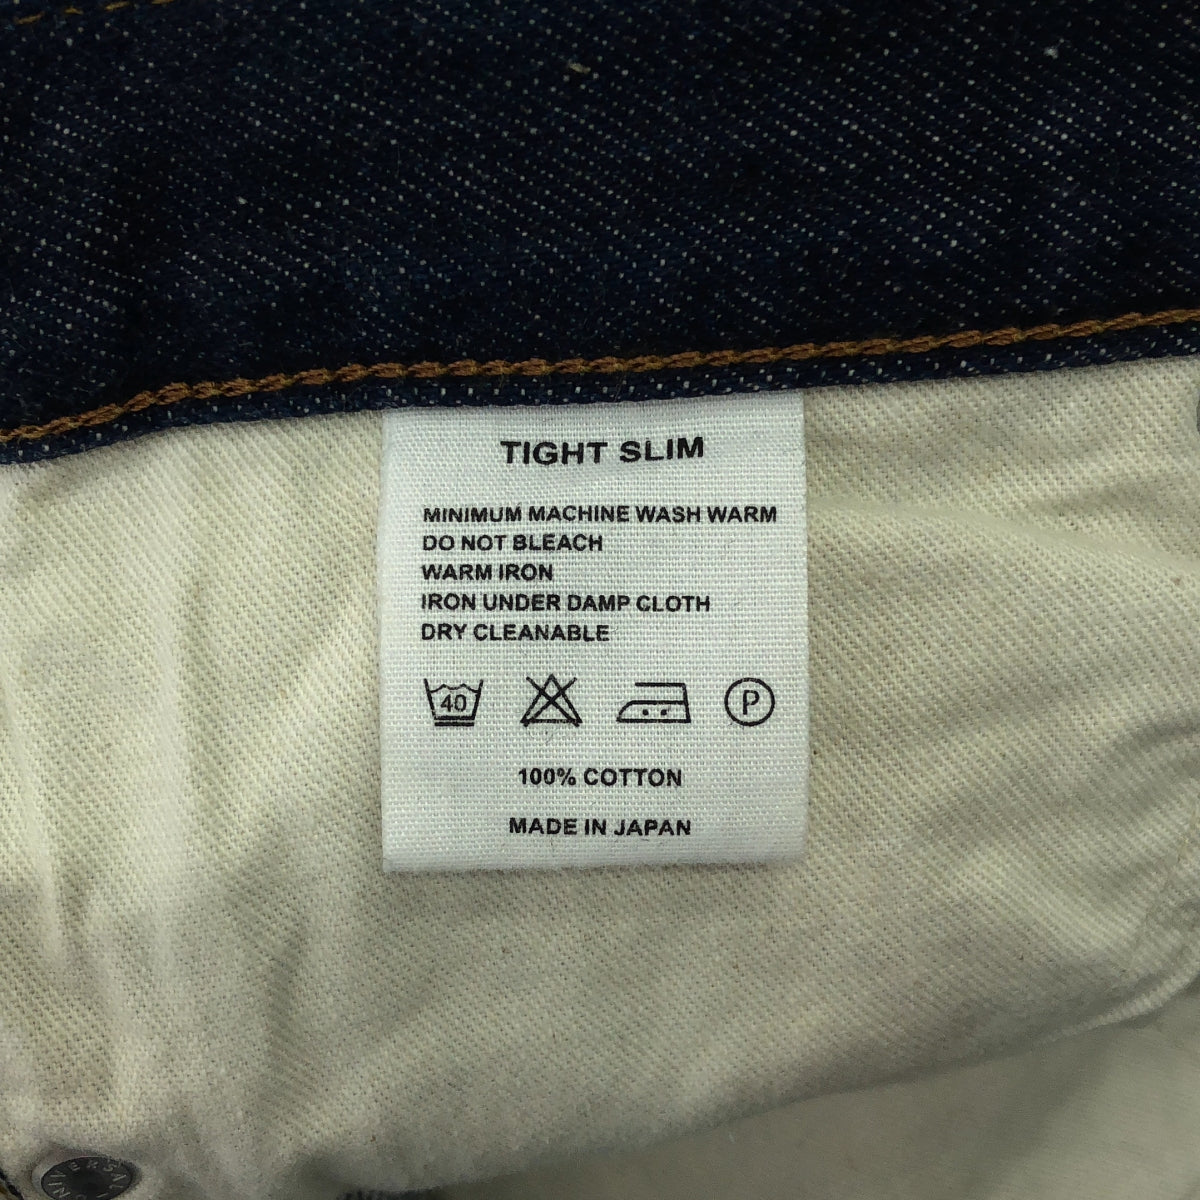 TIGHT SLIM
MINIMUM MACHINE WASH WARM
DO NOT BLEACH
WARM IRON
IRON UNDER DAMP CLOTH
DRY CLEANABLE
40
P
100% COTTON
MADE IN JAPAN